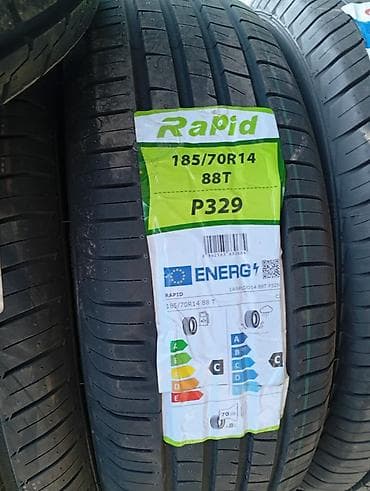 Rapid
185/70R14
88T
P329
ENERG
RAPID
185/70R14 88 T
A
B
C
D
E
C
A
B
C
D
E
C
70